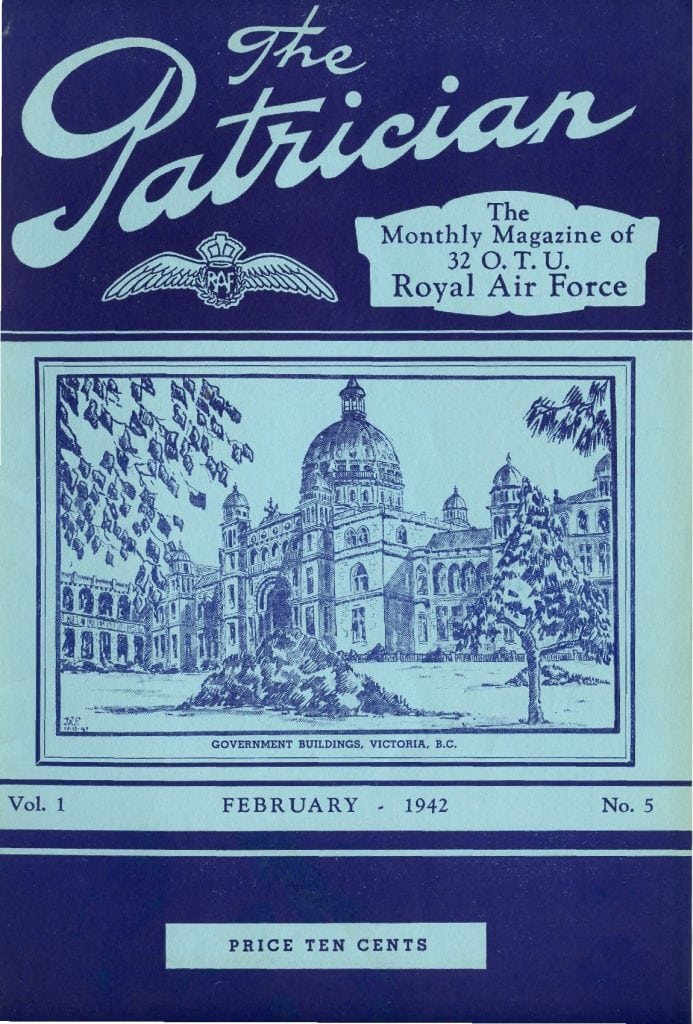 The
Patrician
RAF
The
Monthly Magazine of
32 O. T. U.
Royal Air Force
GOVERNMENT BUILDINGS, VICTORIA, B.C.
Vol. 1
FEBRUARY - 1942
No. 5
PRICE TEN CENTS